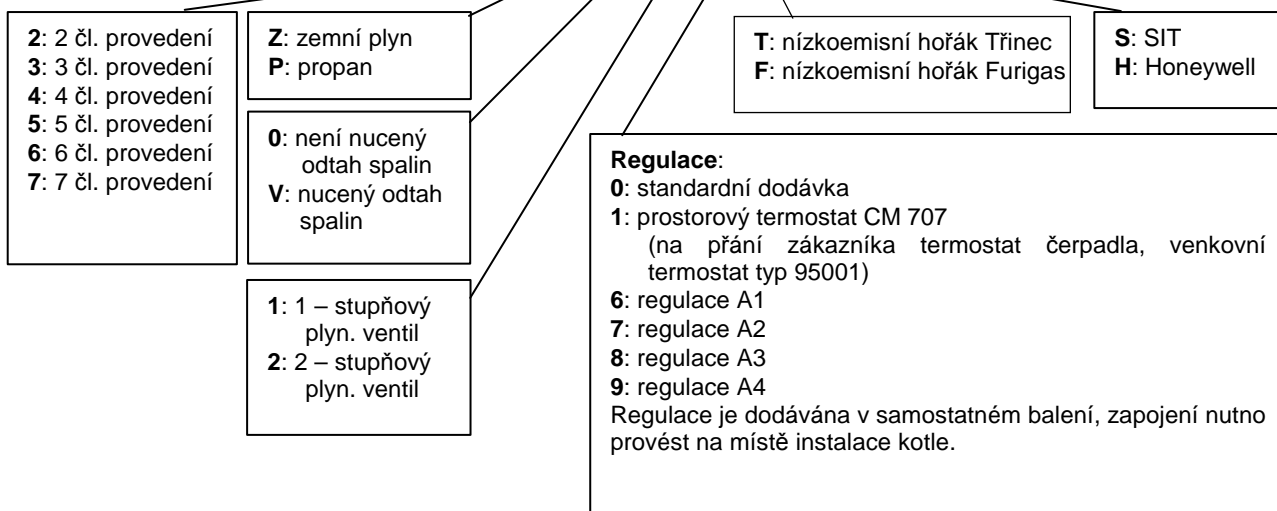 2: 2 čl. provedení
3: 3 čl. provedení
4: 4 čl. provedení
5: 5 čl. provedení
6: 6 čl. provedení
7: 7 čl. provedení
Z: zemní plyn
P: propan
0: není nucený
odtah spalin
V: nucený odtah
spalin
1: 1 – stupňový
plyn. ventil
2: 2 – stupňový
plyn. ventil
T: nízkoemisní hořák Třinec
F: nízkoemisní hořák Furigas
S: SIT
H: Honeywell
Regulace:
0: standardní dodávka
1: prostorový termostat CM 707
(na přání zákazníka termostat čerpadla, venkovní
termostat typ 95001)
6: regulace A1
7: regulace A2
8: regulace A3
9: regulace A4
Regulace je dodávána v samostatném balení, zapojení nutno
provést na místě instalace kotle.